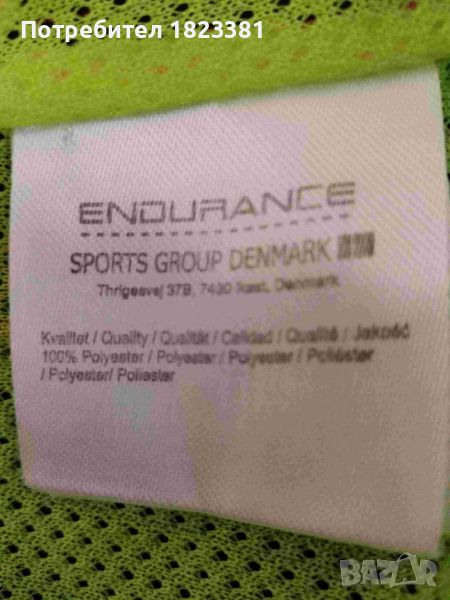 Потребител 1823381
ENDURANCE
SPORTS GROUP DENMARK
Thrigesvej 37B, 7430 Ikast, Denmark
Kvalitet / Quality / Qualität / Calidad / Qualité / Jakość
100% Polyester / Polyester / Polyester / Poliéster
/ Polyester/ Poliester
BAZAR